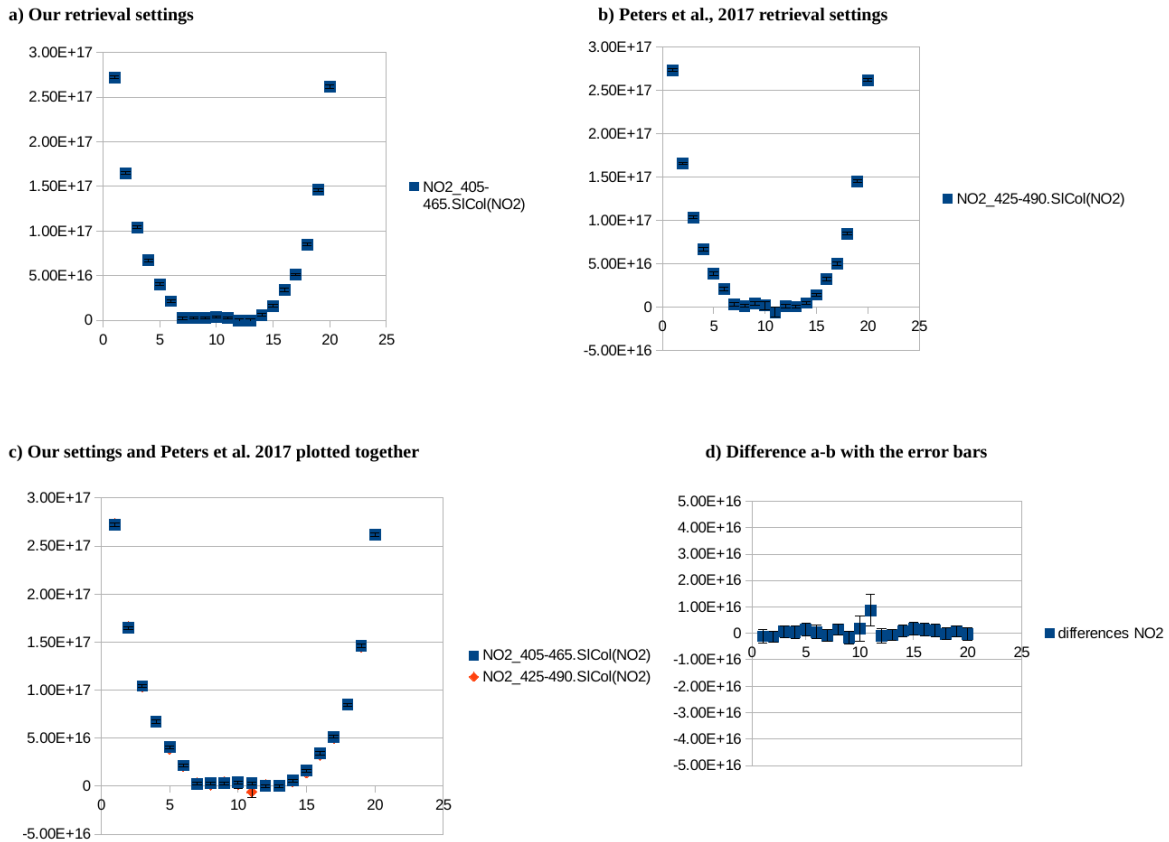 a) Our retrieval settings
3.00E+17
2.50E+17
2.00E+17
1.50E+17
1.00E+17
5.00E+16
0
0 5 10 15 20 25
NO2_405-
465.SlCol(NO2)
b) Peters et al., 2017 retrieval settings
3.00E+17
2.50E+17
2.00E+17
1.50E+17
1.00E+17
5.00E+16
0
-5.00E+16
0 5 10 15 20 25
NO2_425-490.SlCol(NO2)
c) Our settings and Peters et al. 2017 plotted together
3.00E+17
2.50E+17
2.00E+17
1.50E+17
1.00E+17
5.00E+16
0
-5.00E+16
0 5 10 15 20 25
NO2_405-465.SlCol(NO2)
NO2_425-490.SlCol(NO2)
d) Difference a-b with the error bars
5.00E+16
4.00E+16
3.00E+16
2.00E+16
1.00E+16
0
-1.00E+16
-2.00E+16
-3.00E+16
-4.00E+16
-5.00E+16
0 5 10 15 20 25
differences NO2